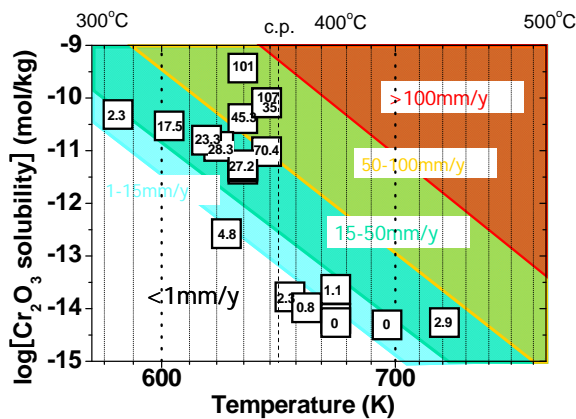 300°C
c.p.
400°C
500°C
log[Cr₂O₃ solubility] (mol/kg)
-9
-10
-11
-12
-13
-14
-15
101
107
35
2.3
45.3
17.5
23.3
28.3
70.4
27.2
4.8
2.3
0.8
1.1
0
0
2.9
>100mm/y
50-100mm/y
1-15mm/y
15-50mm/y
<1mm/y
600
700
Temperature (K)